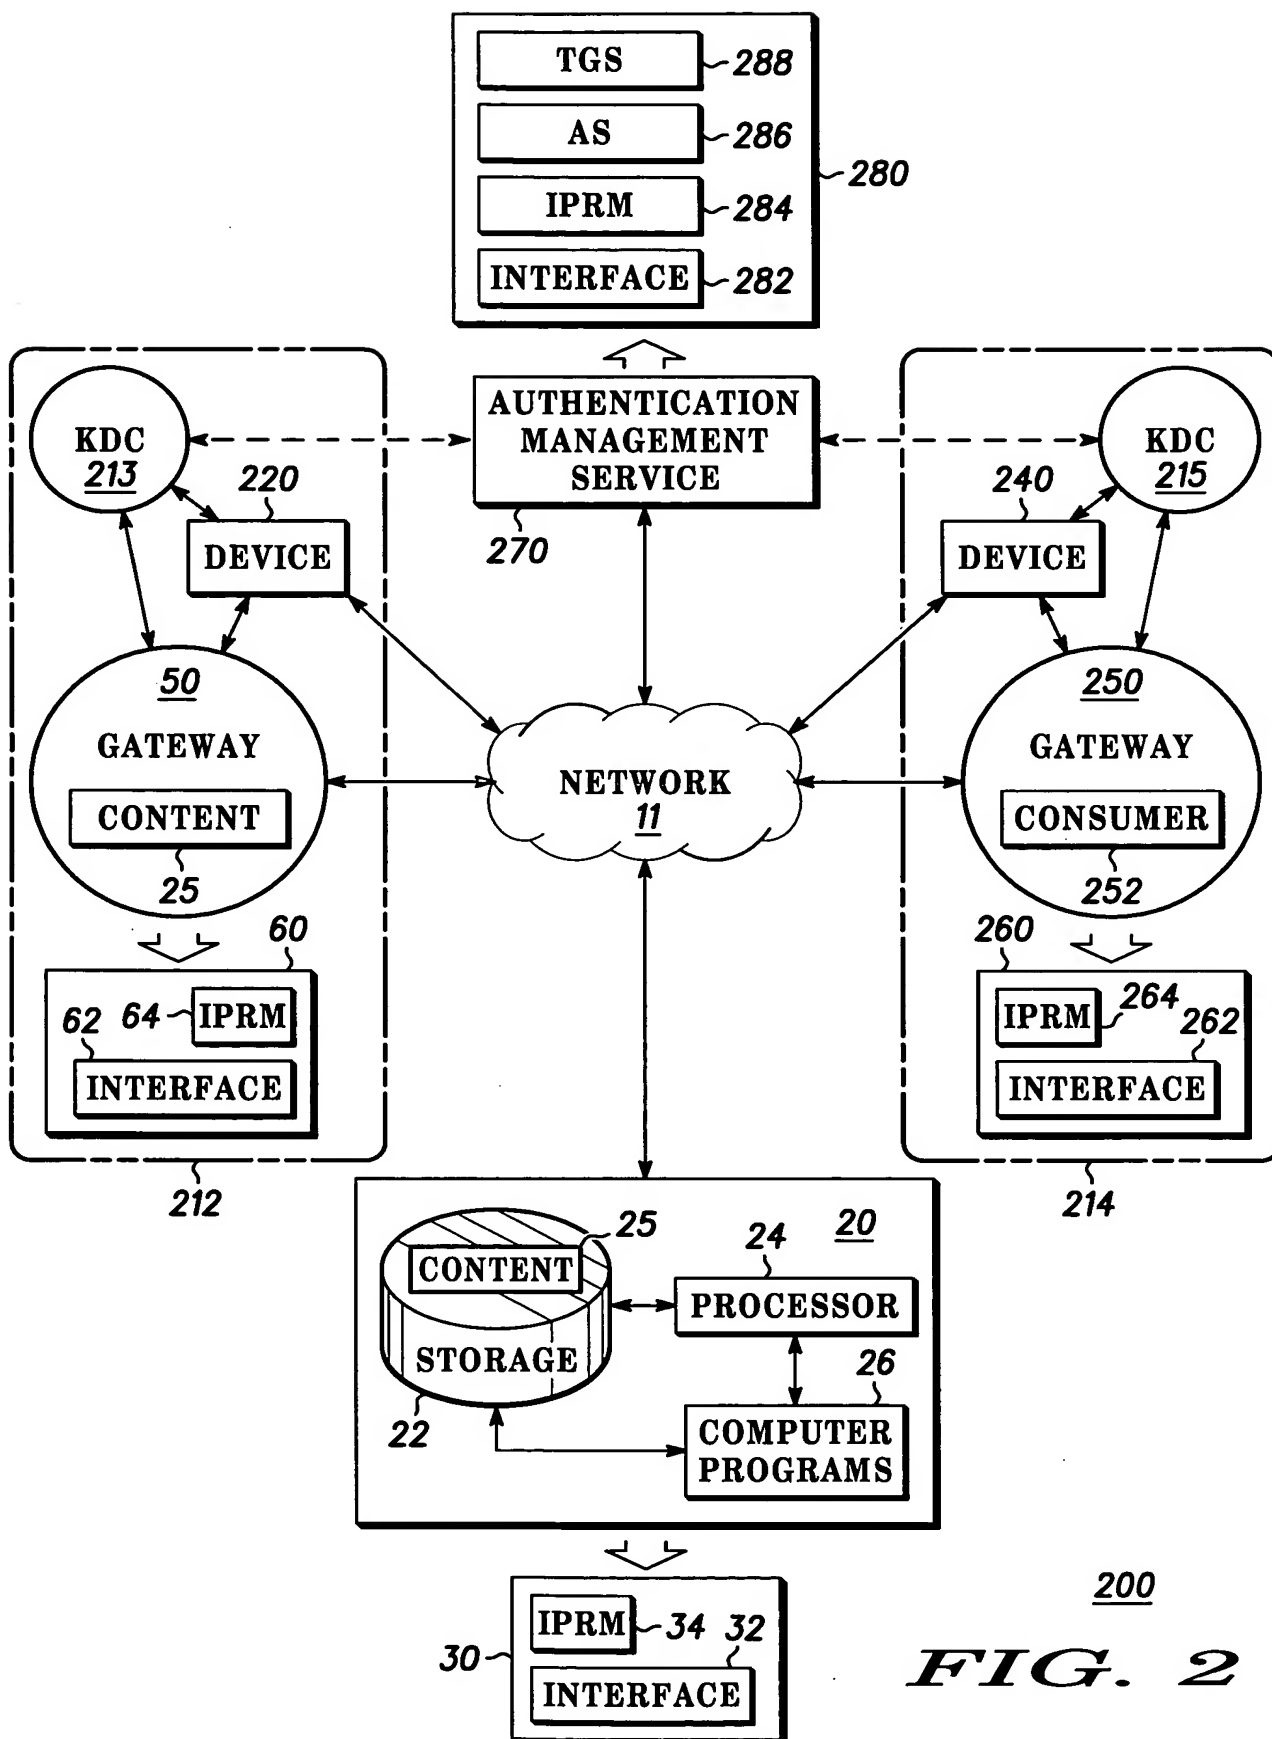 TGS
288
AS
286
280
IPRM
284
INTERFACE
282
KDC
213
AUTHENTICATION
MANAGEMENT
SERVICE
270
KDC
215
220
DEVICE
240
DEVICE
50
GATEWAY
CONTENT
25
NETWORK
11
250
GATEWAY
CONSUMER
252
60
64
IPRM
62
INTERFACE
212
260
IPRM
264
262
INTERFACE
214
20
25
CONTENT
STORAGE
22
24
PROCESSOR
26
COMPUTER
PROGRAMS
30
IPRM
34
32
INTERFACE
200
FIG. 2